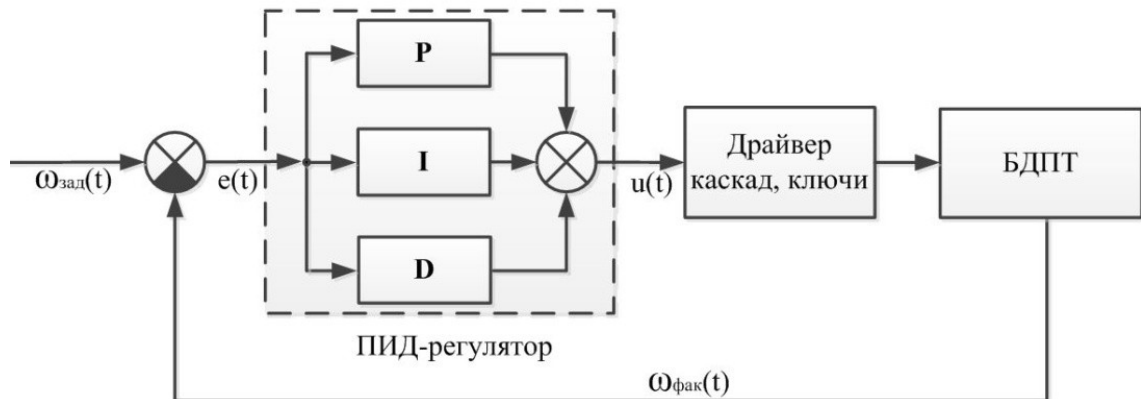 P
ωзад(t)
e(t)
I
u(t)
Драйвер
каскад, ключи
БДПТ
D
ПИД-регулятор
ωфак(t)